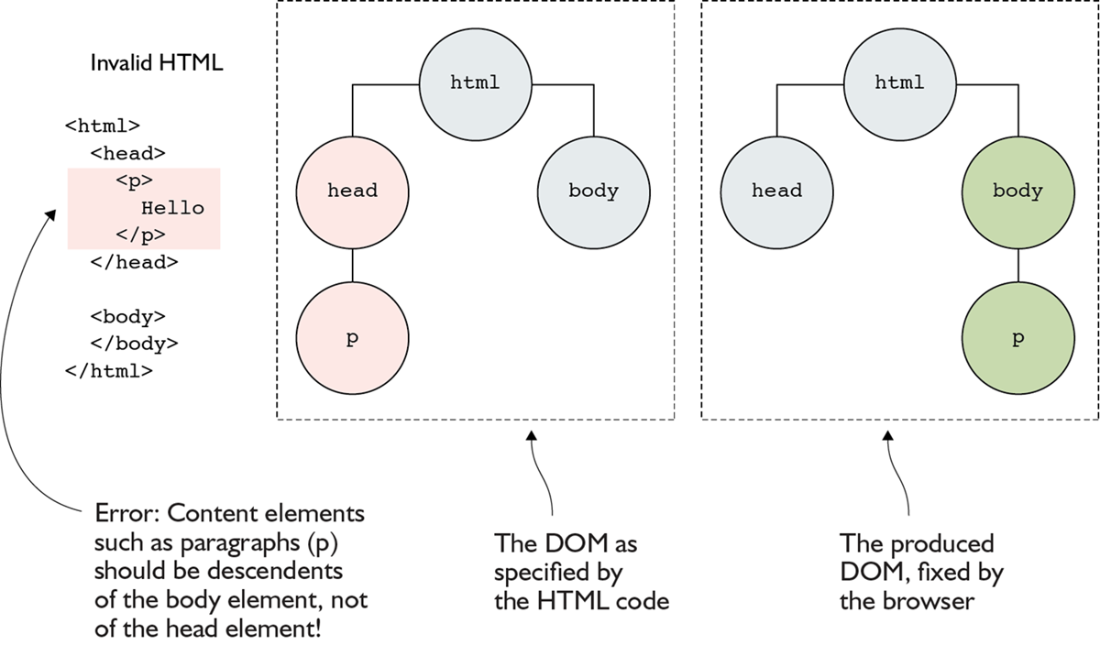 Invalid HTML
<html>
<head>
<p>
Hello
</p>
</head>
<body>
</body>
</html>
Error: Content elements
such as paragraphs (p)
should be descendents
of the body element, not
of the head element!
html
head
body
p
The DOM as
specified by
the HTML code
html
head
body
p
The produced
DOM, fixed by
the browser